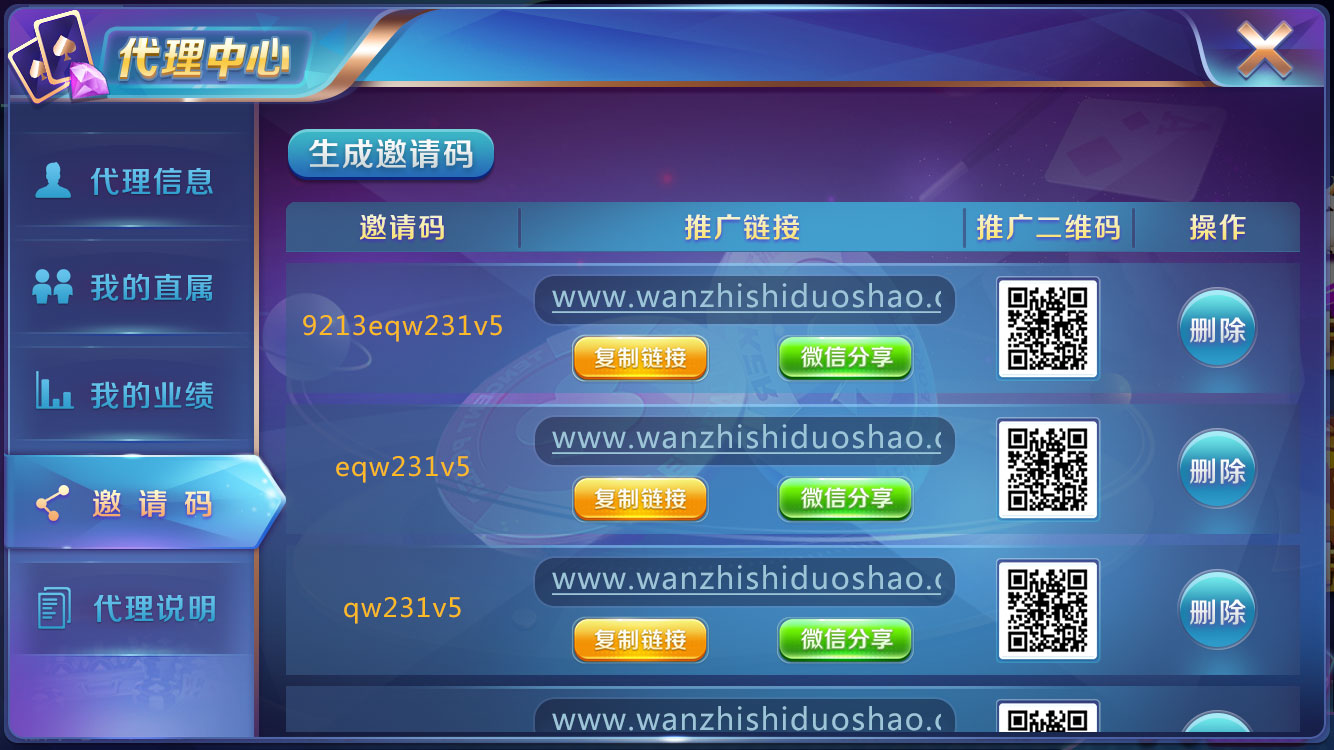 代理中心
代理信息
我的直属
我的业绩
邀请码
代理说明
生成邀请码
邀请码 推广链接 推广二维码 操作
9213eqw231v5
www.wanzhishiduoshao.c
复制链接 微信分享
删除
eqw231v5
www.wanzhishiduoshao.c
复制链接 微信分享
删除
qw231v5
www.wanzhishiduoshao.c
复制链接 微信分享
删除
www.wanzhishiduoshao.c